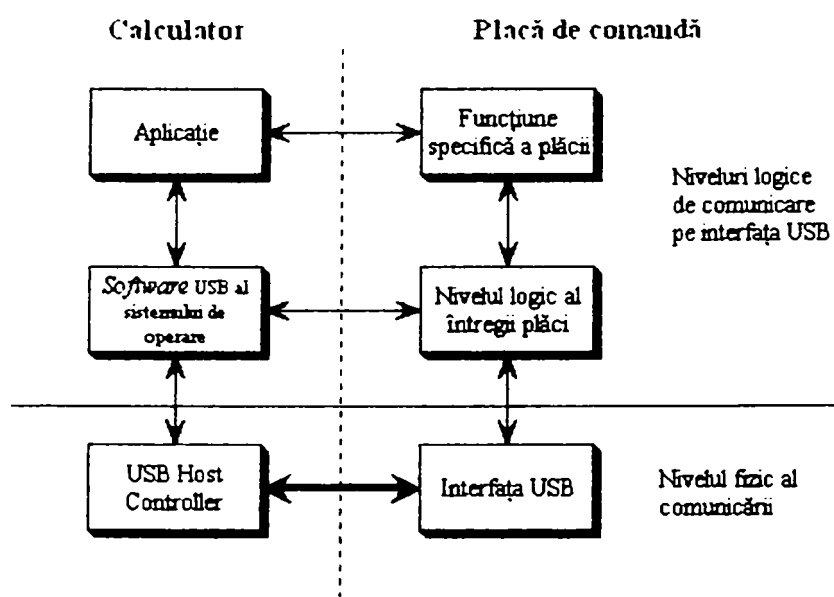 Calculator
Placă de comandă
Aplicație
Funcțiune
specifică a plăcii
Niveluri logice
de comunicare
pe interfața USB
Software USB al
sistemului de
operare
Nivelul logic al
întregii plăci
USB Host
Controller
Interfața USB
Nivelul fizic al
comunicării